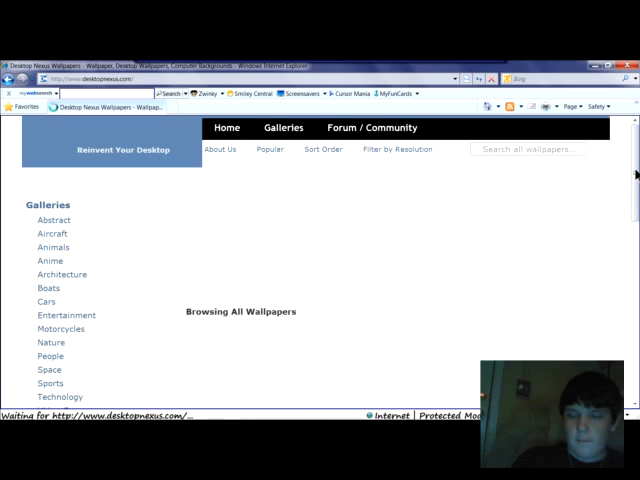 Desktop Nexus Wallpapers - Wallpaper, Desktop Wallpapers, Computer Backgrounds - Windows Internet Explorer
http://www.desktopnexus.com/
Bing
X mywebsearch Search Zwinky Smiley Central Screensavers Cursor Mania MyFunCards
Favorites Desktop Nexus Wallpapers - Wallpap... Page Safety
Home Galleries Forum / Community
Reinvent Your Desktop About Us Popular Sort Order Filter by Resolution Search all wallpapers...
Galleries
Abstract
Aircraft
Animals
Anime
Architecture
Boats
Cars
Browsing All Wallpapers
Entertainment
Motorcycles
Nature
People
Space
Sports
Technology
Waiting for http://www.desktopnexus.com/... Internet | Protected Mod